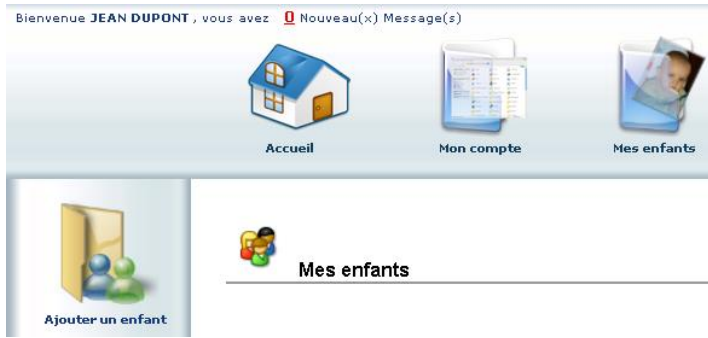 Bienvenue JEAN DUPONT , vous avez 0 Nouveau(x) Message(s)
Accueil Mon compte Mes enfants
Mes enfants
Ajouter un enfant